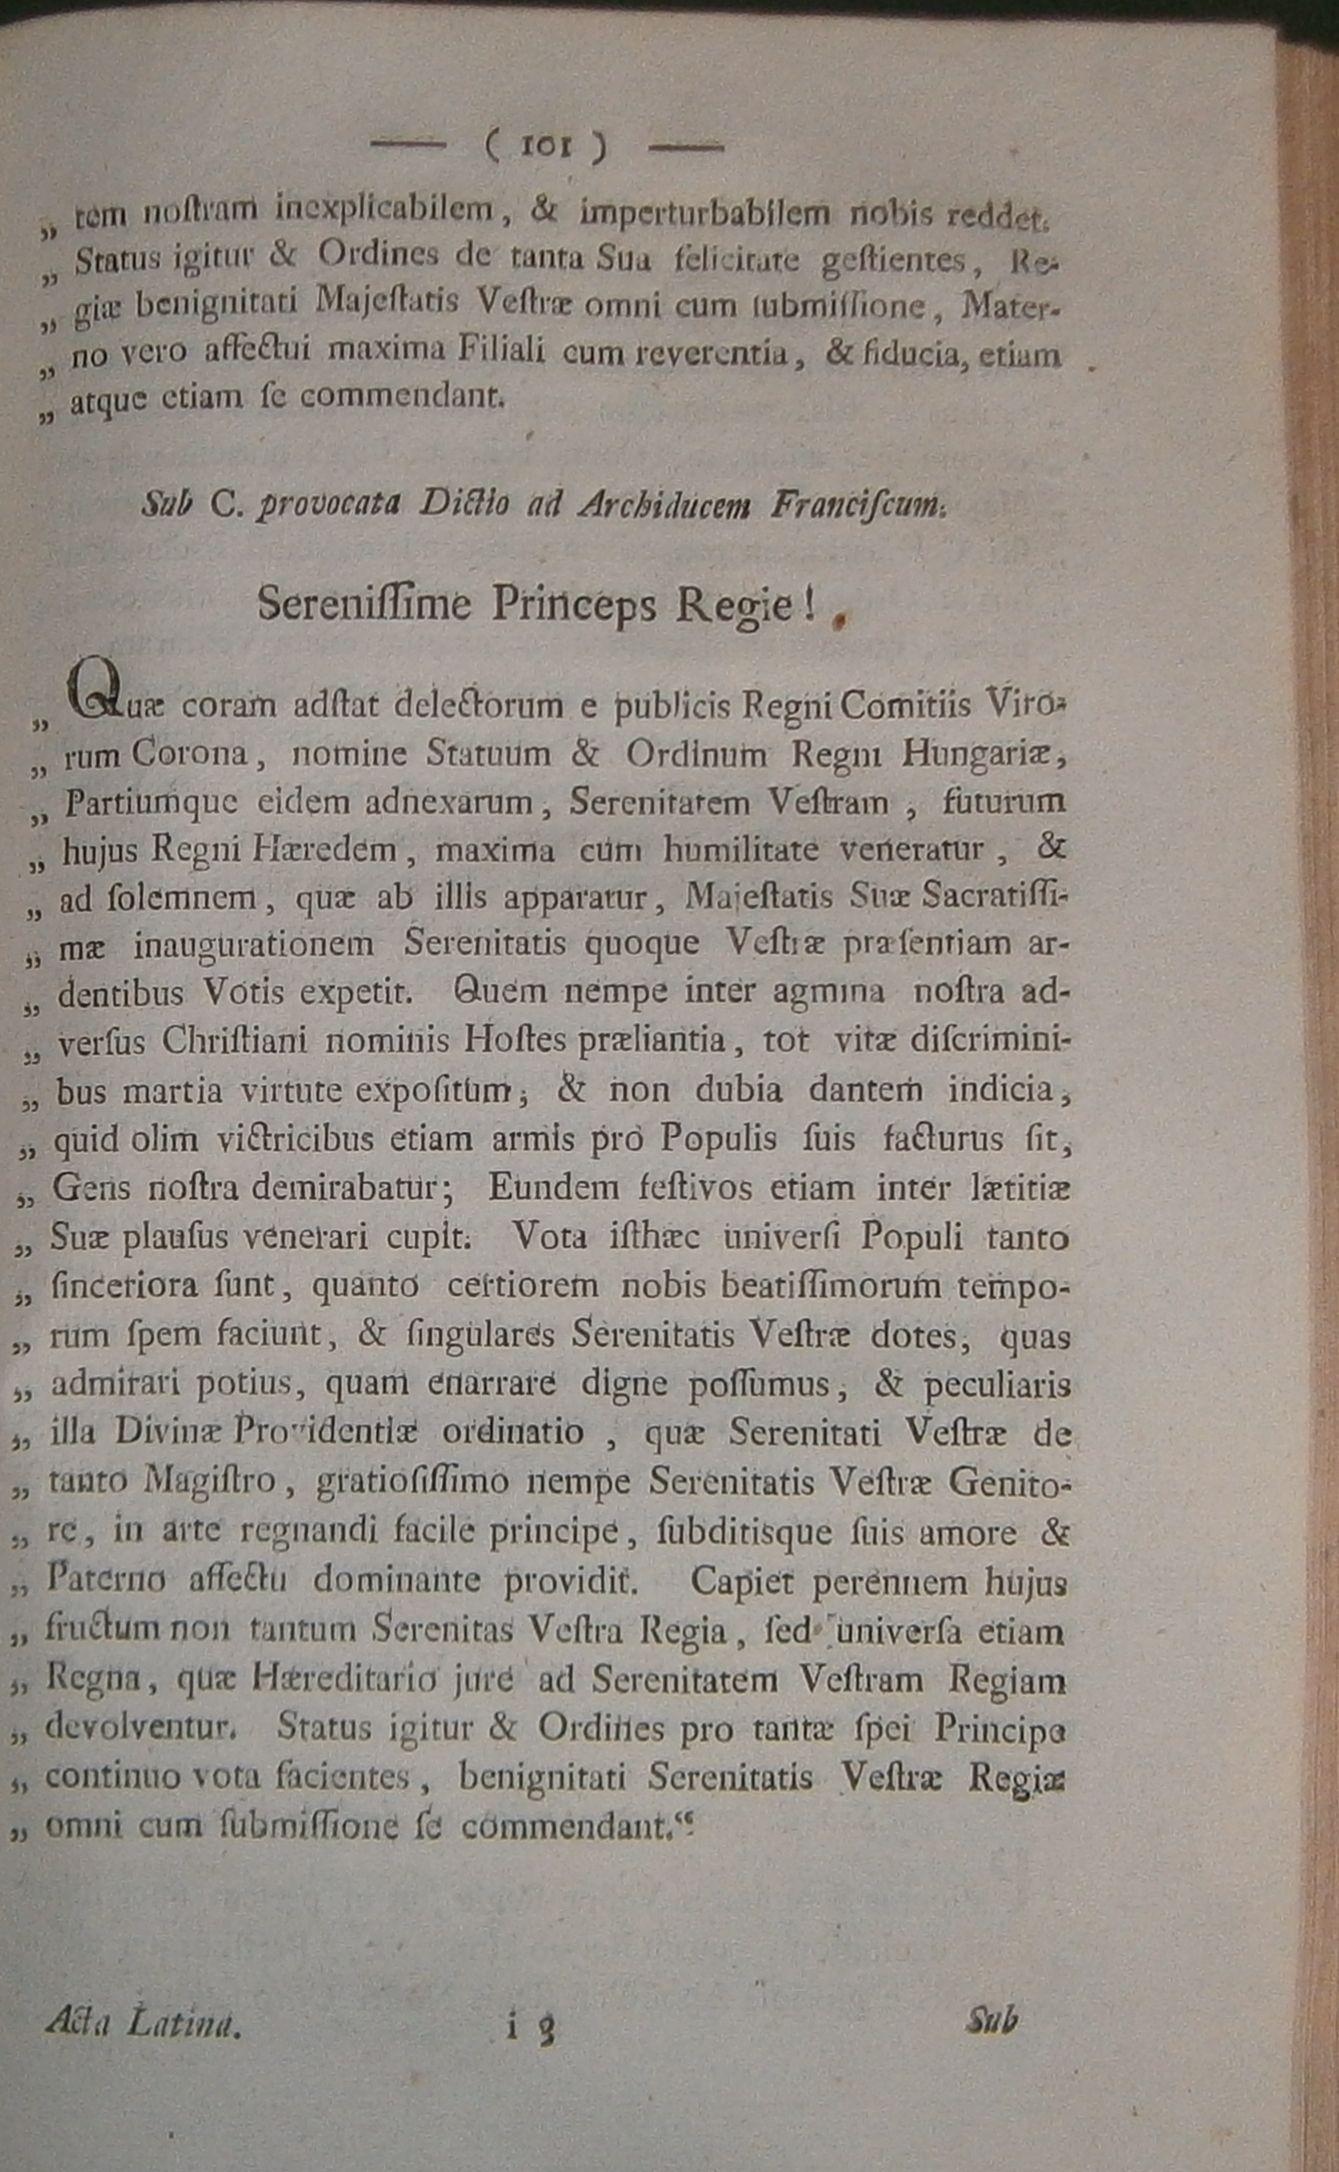 — ( 101 ) —
„ tem noſtram inexplicabilem, & imperturbabilem nobis reddet.
„ Status igitur & Ordines de tanta Sua felicitate geſtientes, Re-
„ giæ benignitati Majeſtatis Veſtræ omni cum ſubmiſſione, Mater-
„ no vero affectui maxima Filiali cum reverentia, & fiducia, etiam
„ atque etiam ſe commendant.
Sub C. provocata Dictio ad Archiducem Franciſcum.
Sereniſſime Princeps Regie!
„ Quæ coram adſtat delectorum e publicis Regni Comitiis Viro-
„ rum Corona, nomine Statuum & Ordinum Regni Hungariæ,
„ Partiumque eidem adnexarum, Serenitatem Veſtram, futurum
„ hujus Regni Hæredem, maxima cum humilitate veneratur, &
„ ad ſolemnem, quæ ab illis apparatur, Majeſtatis Suæ Sacratiſſi-
„ mæ inaugurationem Serenitatis quoque Veſtræ præſentiam ar-
„ dentibus Votis expetit. Quem nempe inter agmina noſtra ad-
„ verſus Chriſtiani nominis Hoſtes præliantia, tot vitæ diſcrimini-
„ bus martia virtute expoſitum, & non dubia dantem indicia,
„ quid olim victricibus etiam armis pro Populis ſuis facturus ſit,
„ Gens noſtra demirabatur; Eundem feſtivos etiam inter lætitiæ
„ Suæ plauſus venerari cupit. Vota iſthæc univerſi Populi tanto
„ ſinceriora ſunt, quanto certiorem nobis beatiſſimorum tempo-
„ rum ſpem faciunt, & ſingulares Serenitatis Veſtræ dotes, quas
„ admirari potius, quam enarrare digne poſſumus, & peculiaris
„ illa Divinæ Providentiæ ordinatio, quæ Serenitati Veſtræ de
„ tanto Magiſtro, gratioſiſſimo nempe Serenitatis Veſtræ Genito-
„ re, in arte regnandi facile principe, ſubditisque ſuis amore &
„ Paterno affectu dominante providit. Capiet perennem hujus
„ fructum non tantum Serenitas Veſtra Regia, ſed univerſa etiam
„ Regna, quæ Hæreditario jure ad Serenitatem Veſtram Regiam
„ devolventur. Status igitur & Ordines pro tantæ ſpei Principe
„ continuo vota facientes, benignitati Serenitatis Veſtræ Regiæ
„ omni cum ſubmiſſione ſe commendant.“
Acta Latina. i 3 Sub